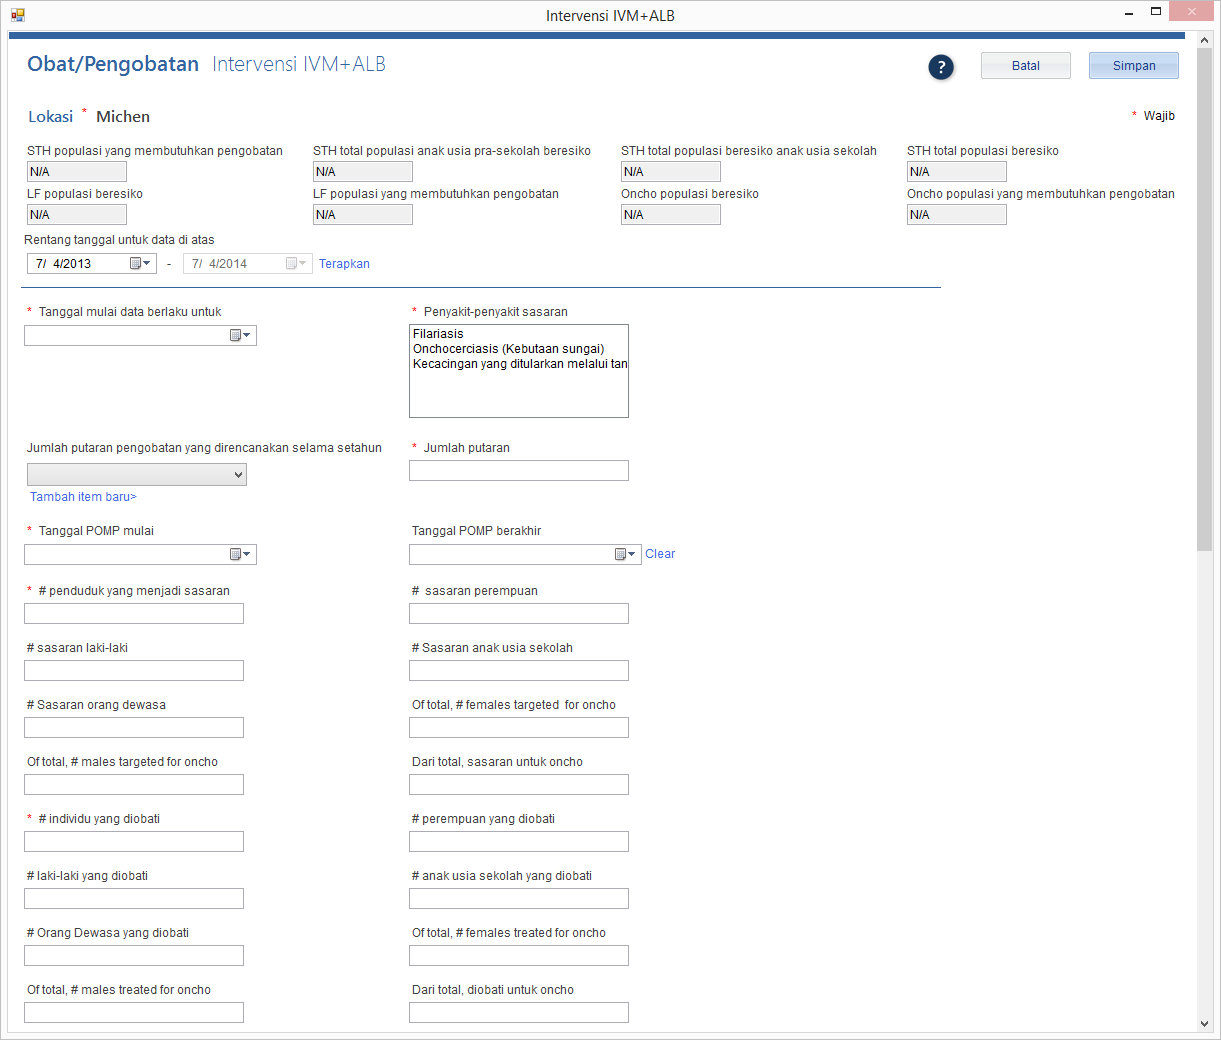 Intervensi IVM+ALB
Obat/Pengobatan Intervensi IVM+ALB
? Batal Simpan
Lokasi * Michen
* Wajib
STH populasi yang membutuhkan pengobatan STH total populasi anak usia pra-sekolah beresiko STH total populasi beresiko anak usia sekolah STH total populasi beresiko
N/A N/A N/A N/A
LF populasi beresiko LF populasi yang membutuhkan pengobatan Oncho populasi beresiko Oncho populasi yang membutuhkan pengobatan
N/A N/A N/A N/A
Rentang tanggal untuk data di atas
7/ 4/2013 - 7/ 4/2014 Terapkan
* Tanggal mulai data berlaku untuk * Penyakit-penyakit sasaran
Filariasis
Onchocerciasis (Kebutaan sungai)
Kecacingan yang ditularkan melalui tan
Jumlah putaran pengobatan yang direncanakan selama setahun * Jumlah putaran
Tambah item baru>
* Tanggal POMP mulai Tanggal POMP berakhir
Clear
* # penduduk yang menjadi sasaran # sasaran perempuan
# sasaran laki-laki # Sasaran anak usia sekolah
# Sasaran orang dewasa Of total, # females targeted for oncho
Of total, # males targeted for oncho Dari total, sasaran untuk oncho
* # individu yang diobati # perempuan yang diobati
# laki-laki yang diobati # anak usia sekolah yang diobati
# Orang Dewasa yang diobati Of total, # females treated for oncho
Of total, # males treated for oncho Dari total, diobati untuk oncho